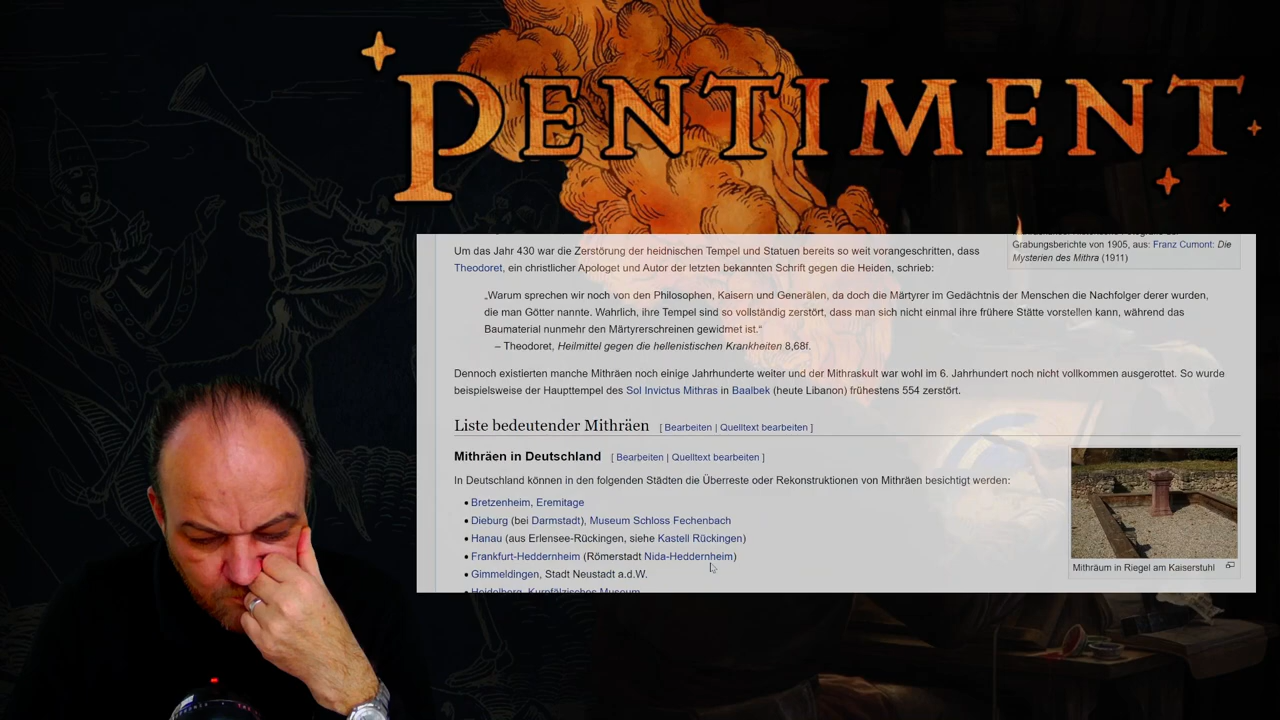 PENTIMENT
Grabungsberichte von 1905, aus: Franz Cumont: Die
Mysterien des Mithra (1911)
Um das Jahr 430 war die Zerstörung der heidnischen Tempel und Statuen bereits so weit vorangeschritten, dass
Theodoret, ein christlicher Apologet und Autor der letzten bekannten Schrift gegen die Heiden, schrieb:
„Warum sprechen wir noch von den Philosophen, Kaisern und Generälen, da doch die Märtyrer im Gedächtnis der Menschen die Nachfolger derer wurden,
die man Götter nannte. Wahrlich, ihre Tempel sind so vollständig zerstört, dass man sich nicht einmal ihre frühere Stätte vorstellen kann, während das
Baumaterial nunmehr den Märtyrerschreinen gewidmet ist.“
– Theodoret, Heilmittel gegen die hellenistischen Krankheiten 8,68f.
Dennoch existierten manche Mithräen noch einige Jahrhunderte weiter und der Mithraskult war wohl im 6. Jahrhundert noch nicht vollkommen ausgerottet. So wurde
beispielsweise der Haupttempel des Sol Invictus Mithras in Baalbek (heute Libanon) frühestens 554 zerstört.
Liste bedeutender Mithräen [ Bearbeiten | Quelltext bearbeiten ]
Mithräen in Deutschland [ Bearbeiten | Quelltext bearbeiten ]
In Deutschland können in den folgenden Städten die Überreste oder Rekonstruktionen von Mithräen besichtigt werden:
• Bretzenheim, Eremitage
• Dieburg (bei Darmstadt), Museum Schloss Fechenbach
• Hanau (aus Erlensee-Rückingen, siehe Kastell Rückingen)
• Frankfurt-Heddernheim (Römerstadt Nida-Heddernheim)
• Gimmeldingen, Stadt Neustadt a.d.W.
• Heidelberg, Kurpfälzisches Museum
Mithräum in Riegel am Kaiserstuhl